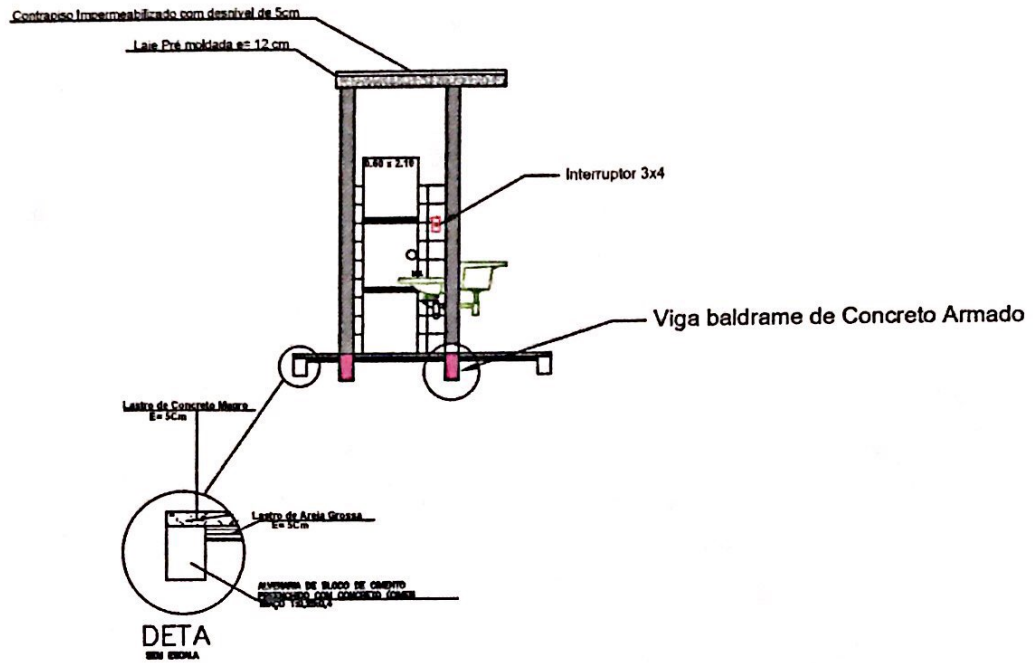 Contrapiso Impermeabilizado com desnível de 5cm
Laje Pré moldada e= 12 cm
0.60 x 2.10
Interruptor 3x4
Viga baldrame de Concreto Armado
Lastro de Concreto Magro
E= 5Cm
Lastro de Areia Grossa
E= 5Cm
ALVENARIA DE BLOCO DE CIMENTO
PREENCHIDO COM CONCRETO
TRAÇO
DETA
SEM ESCALA